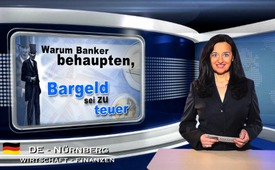 Warum Banker
behaupten,
Bargeld
sei zu
teuer
DE - NÜRNBERG
WIRTSCHAFT - FINANZEN